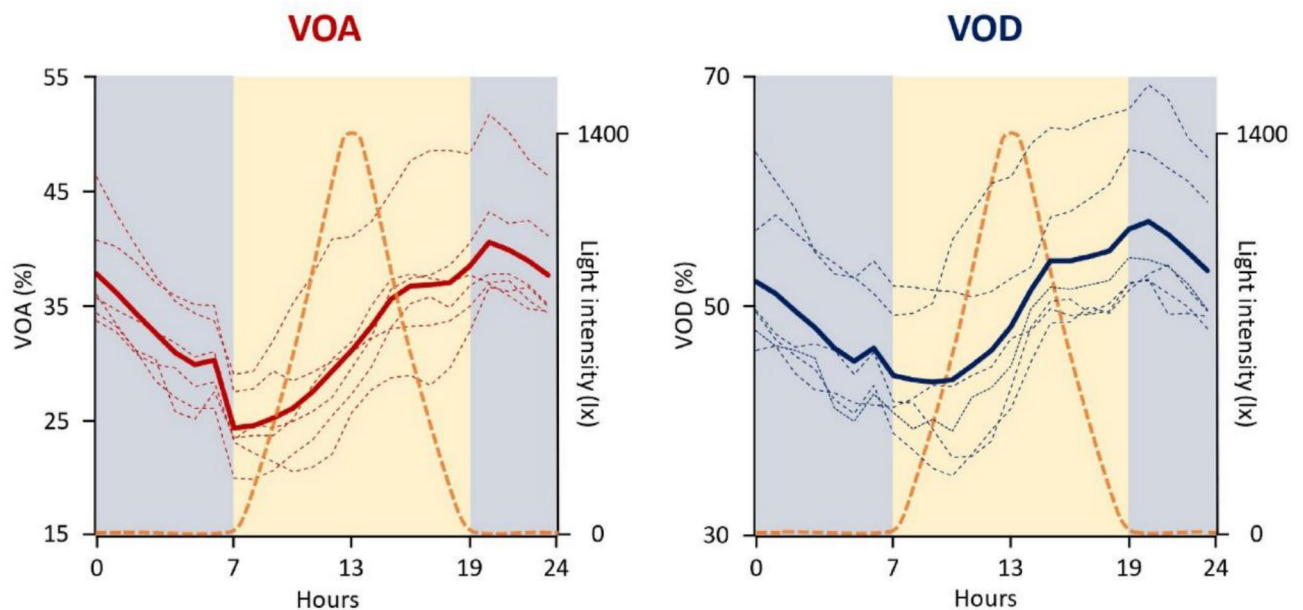 VOA
55
45
35
25
15
VOA (%)
1400
0
Light intensity (lx)
0 7 13 19 24
Hours
VOD
70
50
30
VOD (%)
1400
0
Light intensity (lx)
0 7 13 19 24
Hours